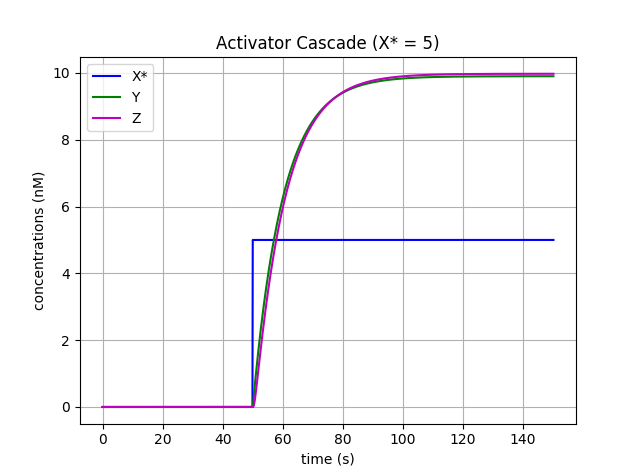 Activator Cascade (X* = 5)
X*
Y
Z
concentrations (nM)
10
8
6
4
2
0
0 20 40 60 80 100 120 140
time (s)